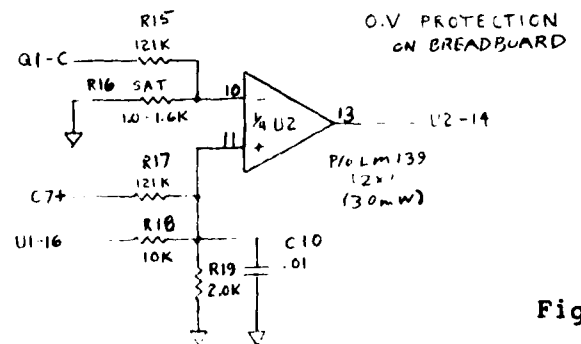 O.V PROTECTION
ON BREADBOARD
R15
121K
Q1-C
R16 SAT
1.0-1.6K
10
-
1/4 U2
13
U2-14
11
+
R17
121K
P/O LM139
(30mW)
C7+
R18
U1-16
10K
C10
.01
R19
2.0K
Fig